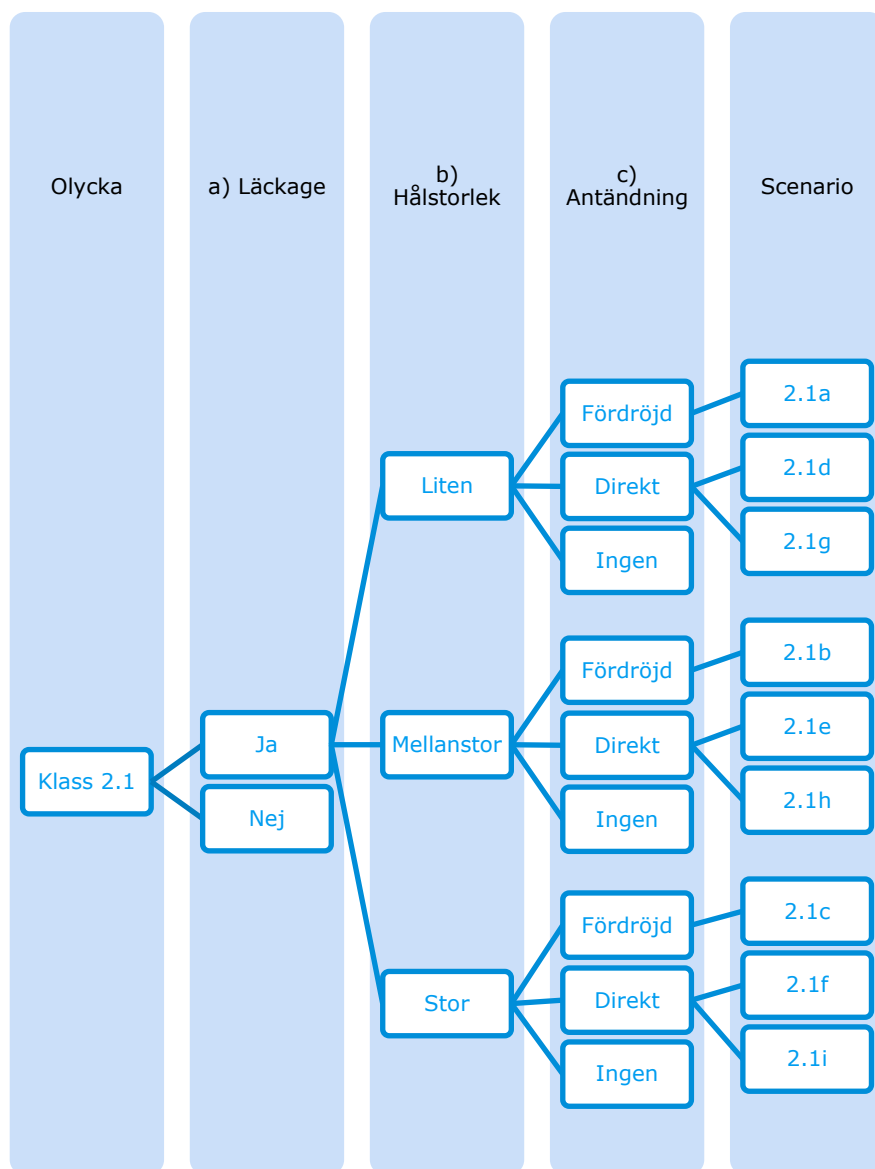 Olycka
a) Läckage
b)
Hålstorlek
c)
Antändning
Scenario
Klass 2.1
Ja
Nej
Liten
Mellanstor
Stor
Fördröjd
Direkt
Ingen
Fördröjd
Direkt
Ingen
Fördröjd
Direkt
Ingen
2.1a
2.1d
2.1g
2.1b
2.1e
2.1h
2.1c
2.1f
2.1i